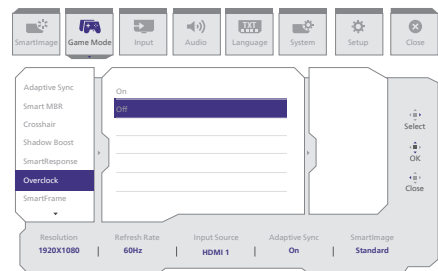 SmartImage
Game Mode
Input
Audio
TXT
Language
System
Setup
Close
Adaptive Sync
Smart MBR
Crosshair
Shadow Boost
SmartResponse
Overclock
SmartFrame
On
Off
Select
OK
Close
Resolution
1920X1080
Refresh Rate
60Hz
Input Source
HDMI 1
Adaptive Sync
On
SmartImage
Standard